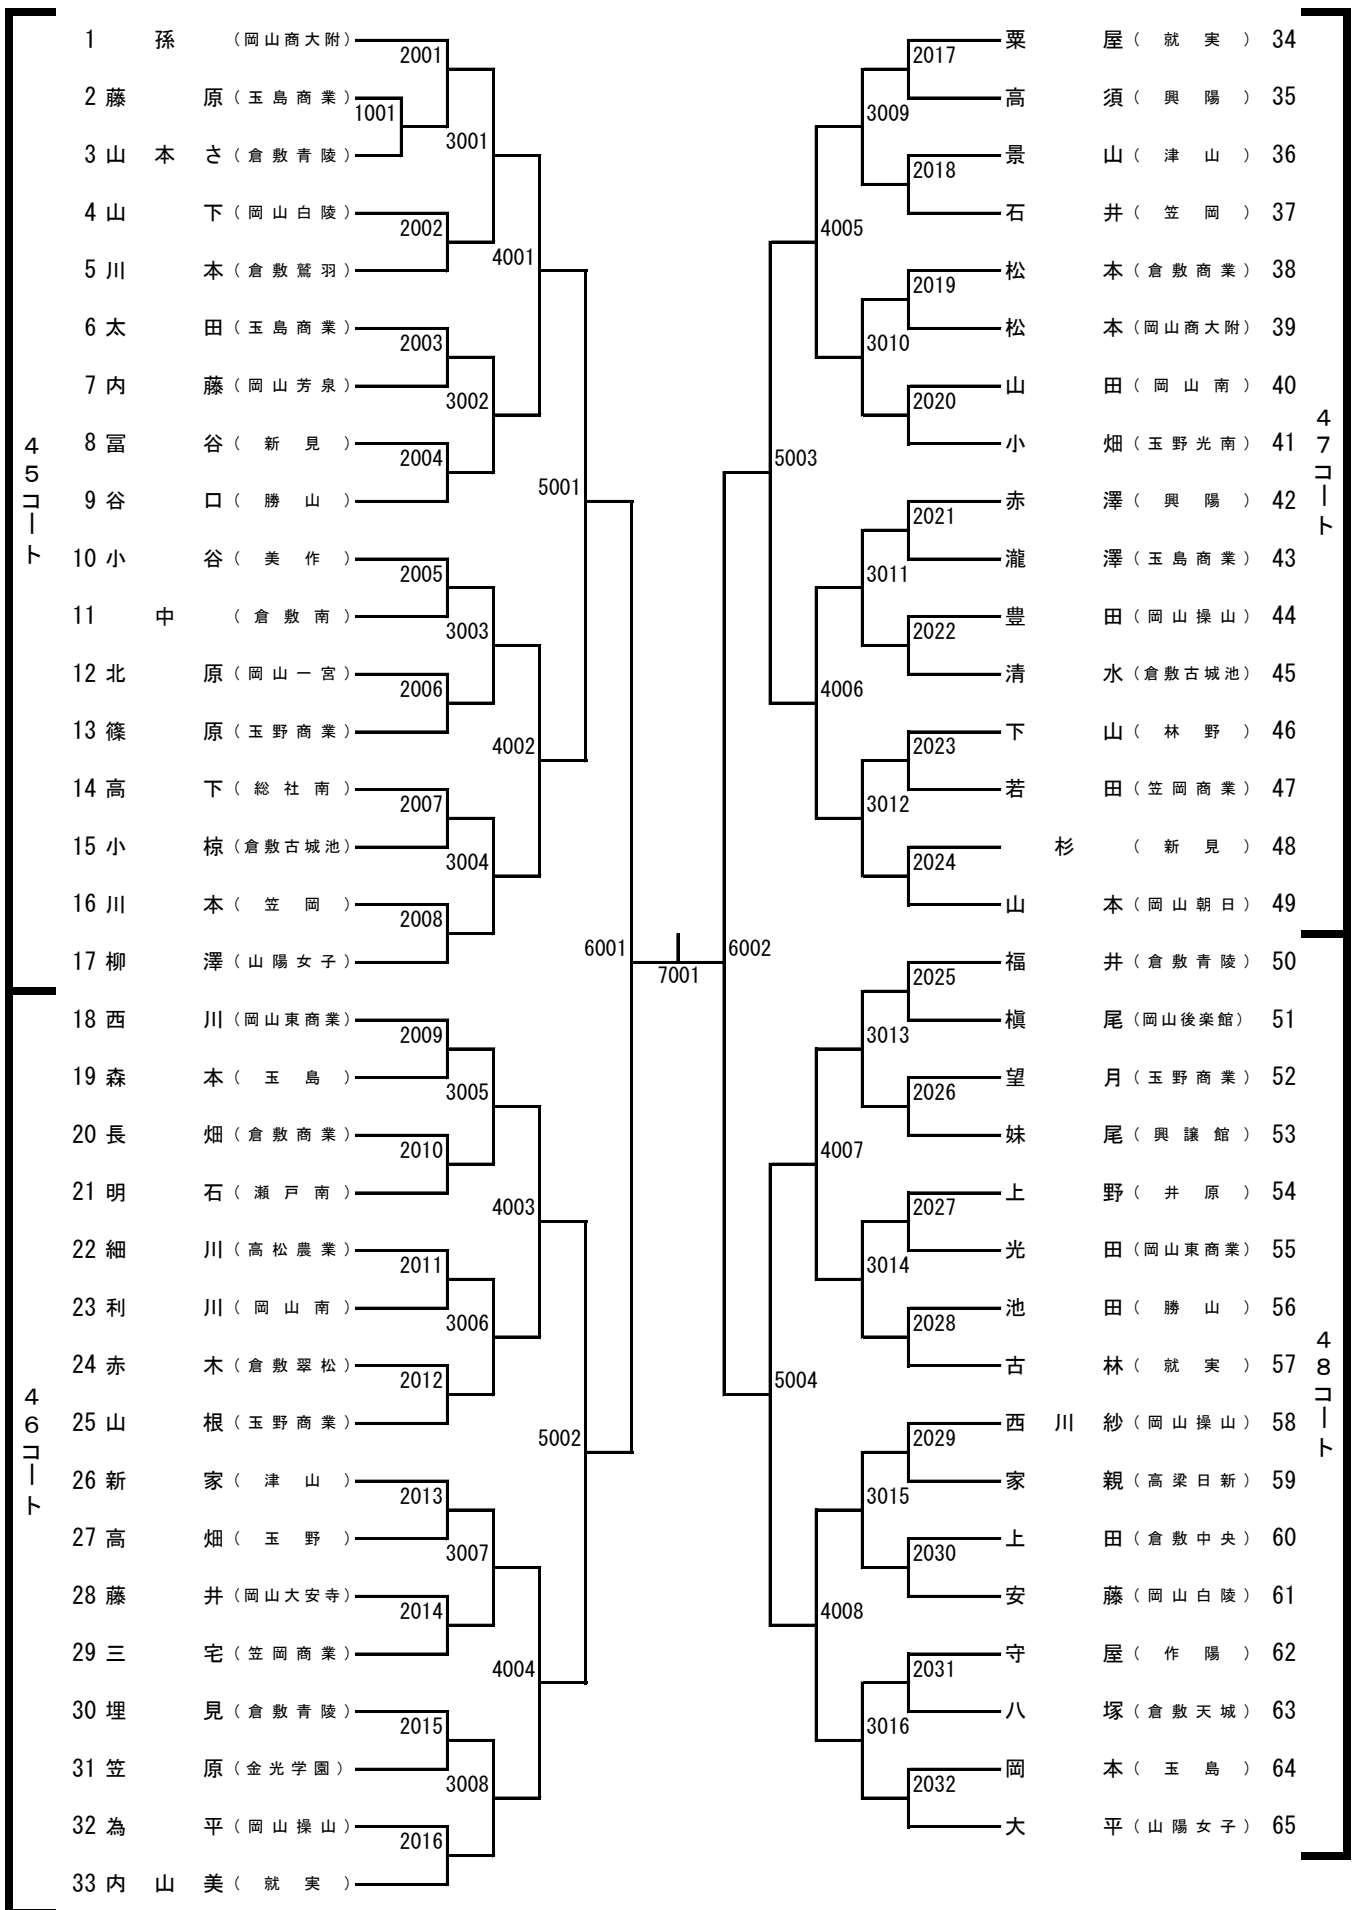 45コート
1 孫 (岡山商大附)
2 藤原 (玉島商業)
3 山本さ (倉敷青陵)
4 山下 (岡山白陵)
5 川本 (倉敷鷲羽)
6 太田 (玉島商業)
7 内藤 (岡山芳泉)
8 冨谷 (新見)
9 谷口 (勝山)
10 小谷 (美作)
11 中 (倉敷南)
12 北原 (岡山一宮)
13 篠原 (玉野商業)
14 高下 (総社南)
15 小椋 (倉敷古城池)
16 川本 (笠岡)
17 柳澤 (山陽女子)
46コート
18 西川 (岡山東商業)
19 森本 (玉島)
20 長畑 (倉敷商業)
21 明石 (瀬戸南)
22 細川 (高松農業)
23 利川 (岡山南)
24 赤木 (倉敷翠松)
25 山根 (玉野商業)
26 新家 (津山)
27 高畑 (玉野)
28 藤井 (岡山大安寺)
29 三宅 (笠岡商業)
30 埋見 (倉敷青陵)
31 笠原 (金光学園)
32 為平 (岡山操山)
33 内山美 (就実)
1001
2001
2002
2003
2004
2005
2006
2007
2008
2009
2010
2011
2012
2013
2014
2015
2016
3001
3002
3003
3004
3005
3006
3007
3008
4001
4002
4003
4004
5001
5002
6001
7001
6002
5003
5004
4005
4006
4007
4008
3009
3010
3011
3012
3013
3014
3015
3016
2017
2018
2019
2020
2021
2022
2023
2024
2025
2026
2027
2028
2029
2030
2031
2032
47コート
粟屋 (就実) 34
高須 (興陽) 35
景山 (津山) 36
石井 (笠岡) 37
松本 (倉敷商業) 38
松本 (岡山商大附) 39
山田 (岡山南) 40
小畑 (玉野光南) 41
赤澤 (興陽) 42
瀧澤 (玉島商業) 43
豊田 (岡山操山) 44
清水 (倉敷古城池) 45
下山 (林野) 46
若田 (笠岡商業) 47
杉 (新見) 48
山本 (岡山朝日) 49
48コート
福井 (倉敷青陵) 50
槇尾 (岡山後楽館) 51
望月 (玉野商業) 52
妹尾 (興譲館) 53
上野 (井原) 54
光田 (岡山東商業) 55
池田 (勝山) 56
古林 (就実) 57
西川紗 (岡山操山) 58
家親 (高梁日新) 59
上田 (倉敷中央) 60
安藤 (岡山白陵) 61
守屋 (作陽) 62
八塚 (倉敷天城) 63
岡本 (玉島) 64
大平 (山陽女子) 65